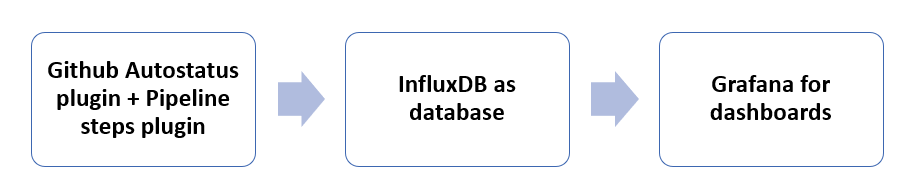 Github Autostatus
plugin + Pipeline
steps plugin
InfluxDB as
database
Grafana for
dashboards